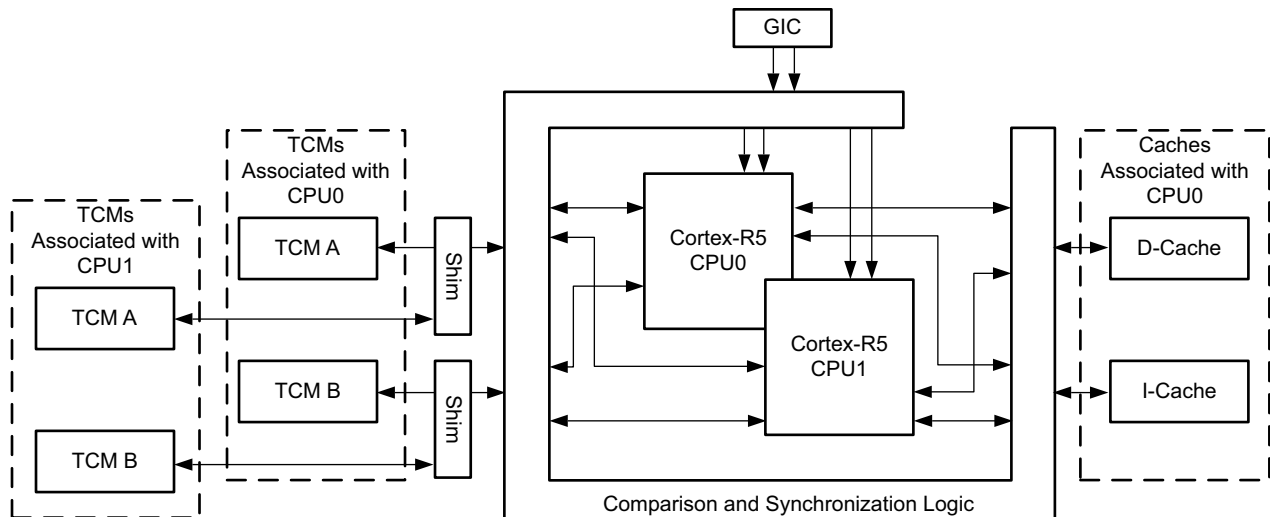 GIC
TCMs
Associated with
CPU1
TCM A
TCM B
TCMs
Associated with
CPU0
TCM A
TCM B
Shim
Shim
Cortex-R5
CPU0
Cortex-R5
CPU1
Comparison and Synchronization Logic
Caches
Associated with
CPU0
D-Cache
I-Cache